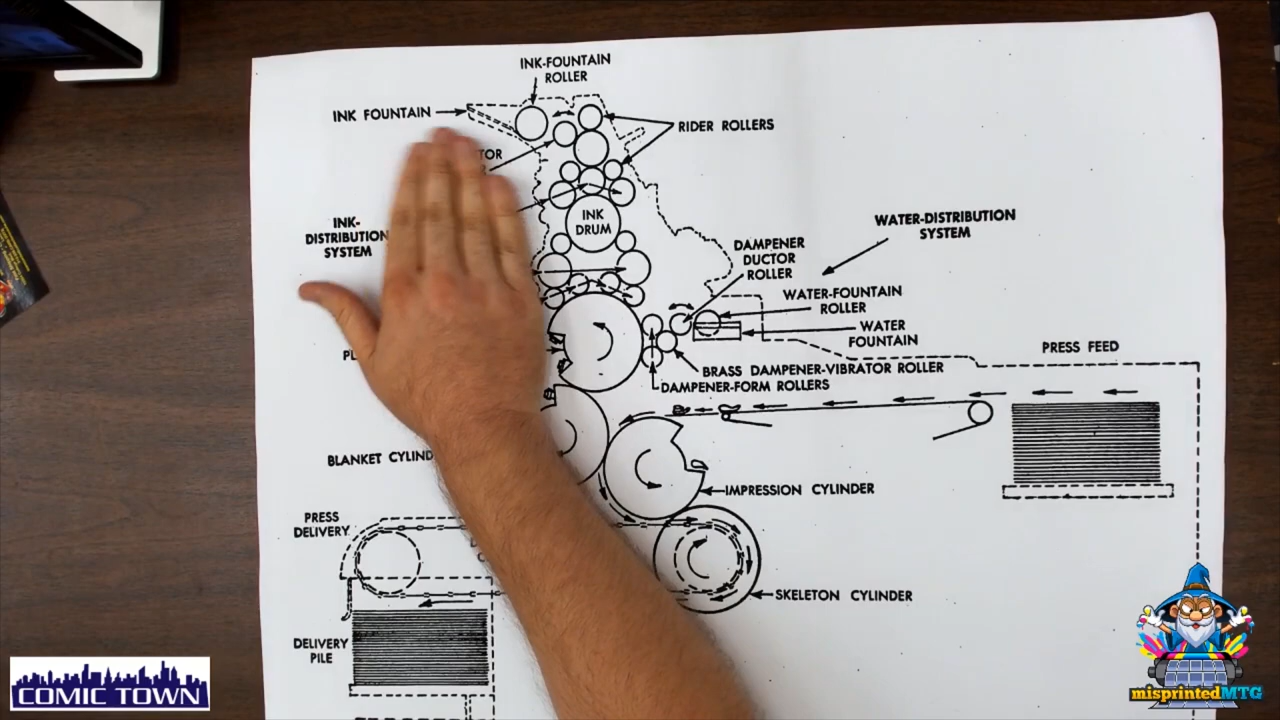 INK-FOUNTAIN
ROLLER
INK FOUNTAIN
RIDER ROLLERS
INK
DRUM
INK-
DISTRIBUTION
SYSTEM
WATER-DISTRIBUTION
SYSTEM
DAMPENER
DUCTOR
ROLLER
WATER-FOUNTAIN
ROLLER
WATER
FOUNTAIN
PRESS FEED
BRASS DAMPENER-VIBRATOR ROLLER
DAMPENER-FORM ROLLERS
BLANKET
IMPRESSION CYLINDER
PRESS
DELIVERY
SKELETON CYLINDER
DELIVERY
PILE
COMIC TOWN
misprintedMTG